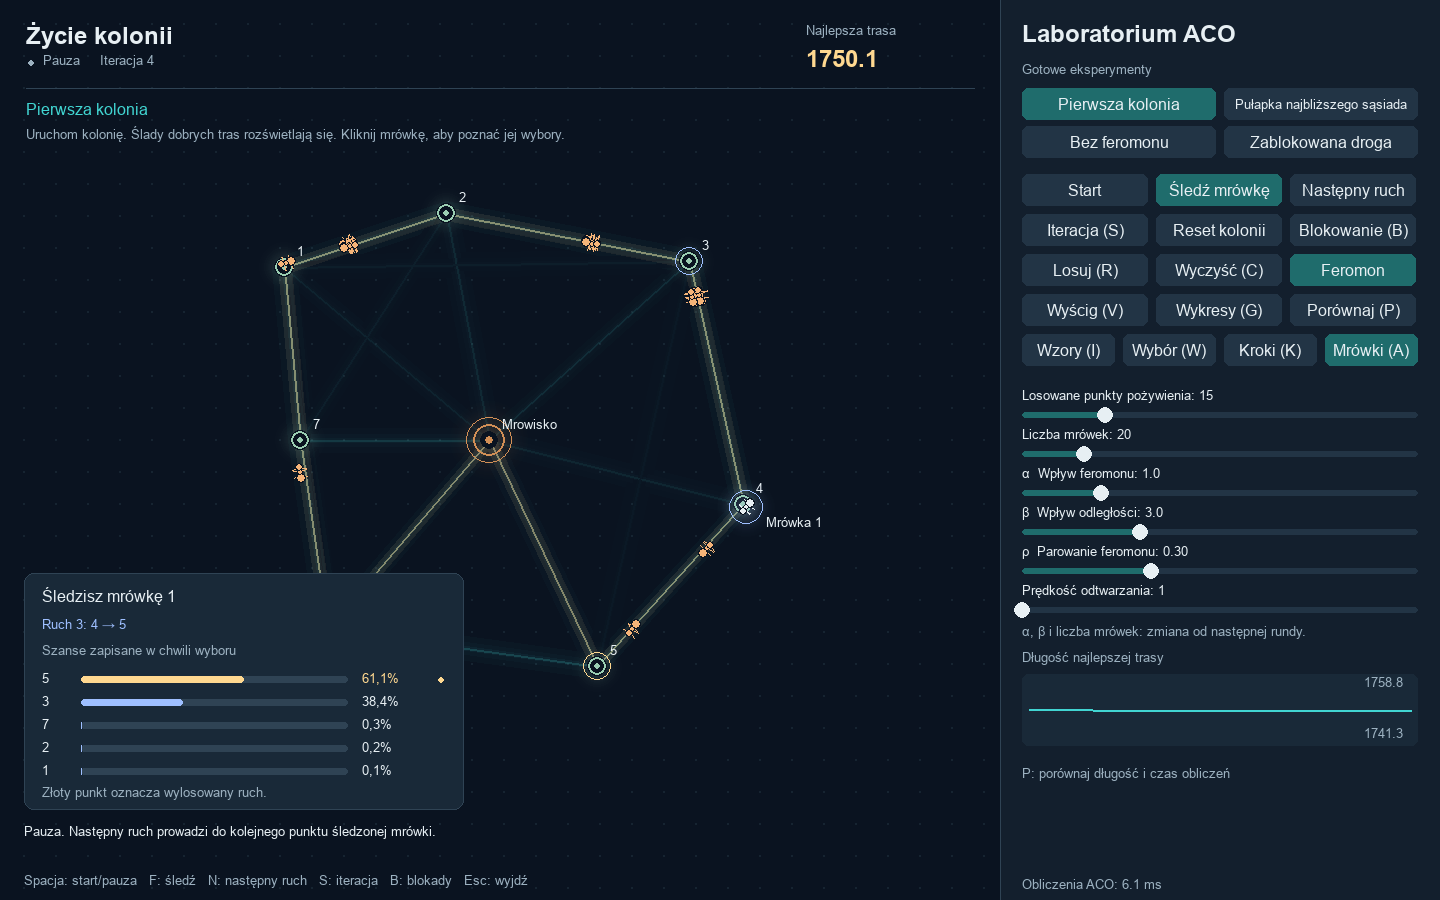 Życie kolonii
Pauza Iteracja 4
Najlepsza trasa
1750.1
Pierwsza kolonia
Uruchom kolonię. Ślady dobrych tras rozświetlają się. Kliknij mrówkę, aby poznać jej wybory.
2
1
3
7
Mrowisko
4
Mrówka 1
5
Śledzisz mrówkę 1
Ruch 3: 4 → 5
Szanse zapisane w chwili wyboru
5 61,1%
3 38,4%
7 0,3%
2 0,2%
1 0,1%
Złoty punkt oznacza wylosowany ruch.
Pauza. Następny ruch prowadzi do kolejnego punktu śledzonej mrówki.
Spacja: start/pauza F: śledź N: następny ruch S: iteracja B: blokady Esc: wyjdź
Laboratorium ACO
Gotowe eksperymenty
Pierwsza kolonia Pułapka najbliższego sąsiada
Bez feromonu Zablokowana droga
Start Śledź mrówkę Następny ruch
Iteracja (S) Reset kolonii Blokowanie (B)
Losuj (R) Wyczyść (C) Feromon
Wyścig (V) Wykresy (G) Porównaj (P)
Wzory (I) Wybór (W) Kroki (K) Mrówki (A)
Losowane punkty pożywienia: 15
Liczba mrówek: 20
α Wpływ feromonu: 1.0
β Wpływ odległości: 3.0
ρ Parowanie feromonu: 0.30
Prędkość odtwarzania: 1
α, β i liczba mrówek: zmiana od następnej rundy.
Długość najlepszej trasy
1758.8
1741.3
P: porównaj długość i czas obliczeń
Obliczenia ACO: 6.1 ms